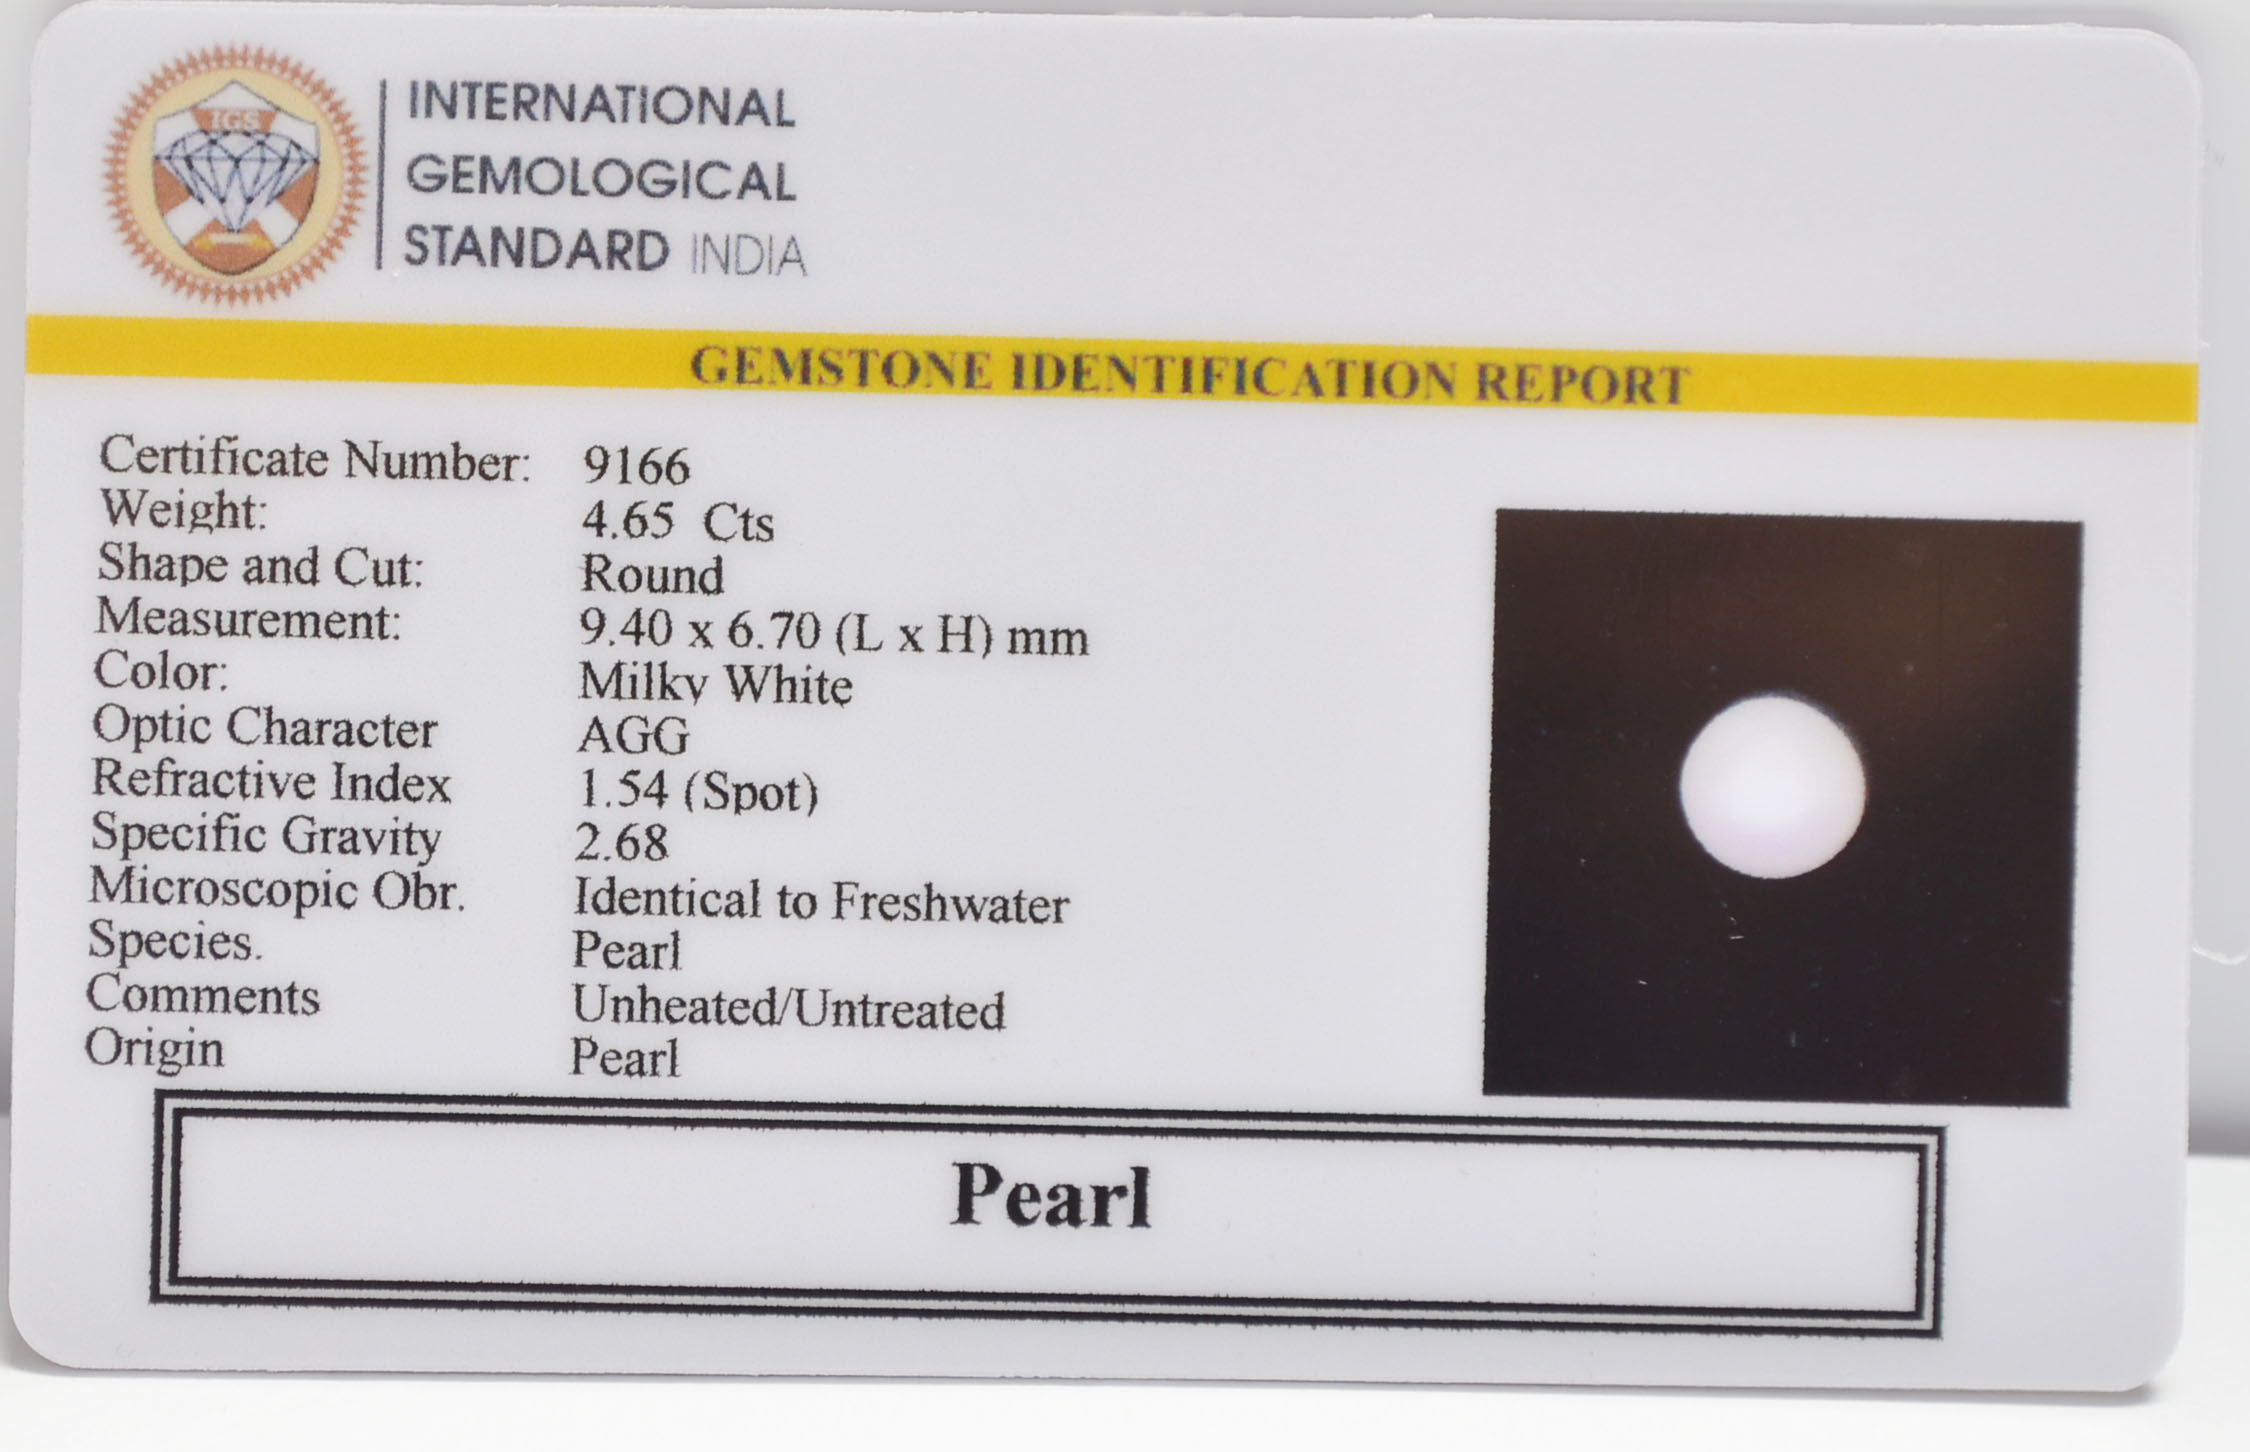 IGS
INTERNATIONAL
GEMOLOGICAL
STANDARD INDIA
GEMSTONE IDENTIFICATION REPORT
Certificate Number: 9166
Weight: 4.65 Cts
Shape and Cut: Round
Measurement: 9.40 x 6.70 (L x H) mm
Color: Milky White
Optic Character AGG
Refractive Index 1.54 (Spot)
Specific Gravity 2.68
Microscopic Obr. Identical to Freshwater
Species. Pearl
Comments Unheated/Untreated
Origin Pearl
Pearl